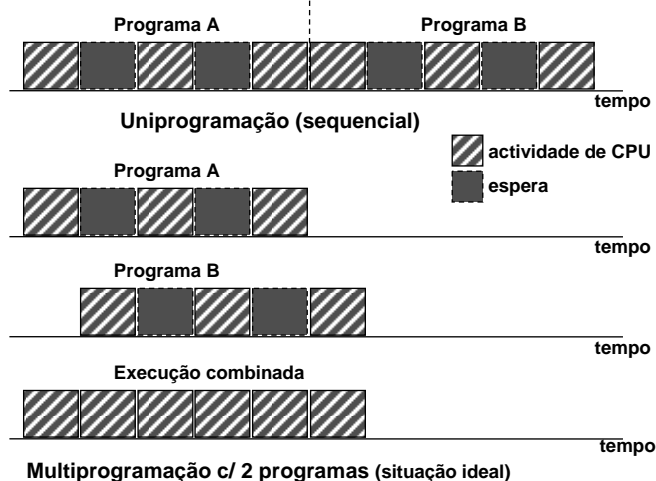 Programa A
Programa B
tempo
Uniprogramação (sequencial)
actividade de CPU
espera
Programa A
tempo
Programa B
tempo
Execução combinada
tempo
Multiprogramação c/ 2 programas (situação ideal)